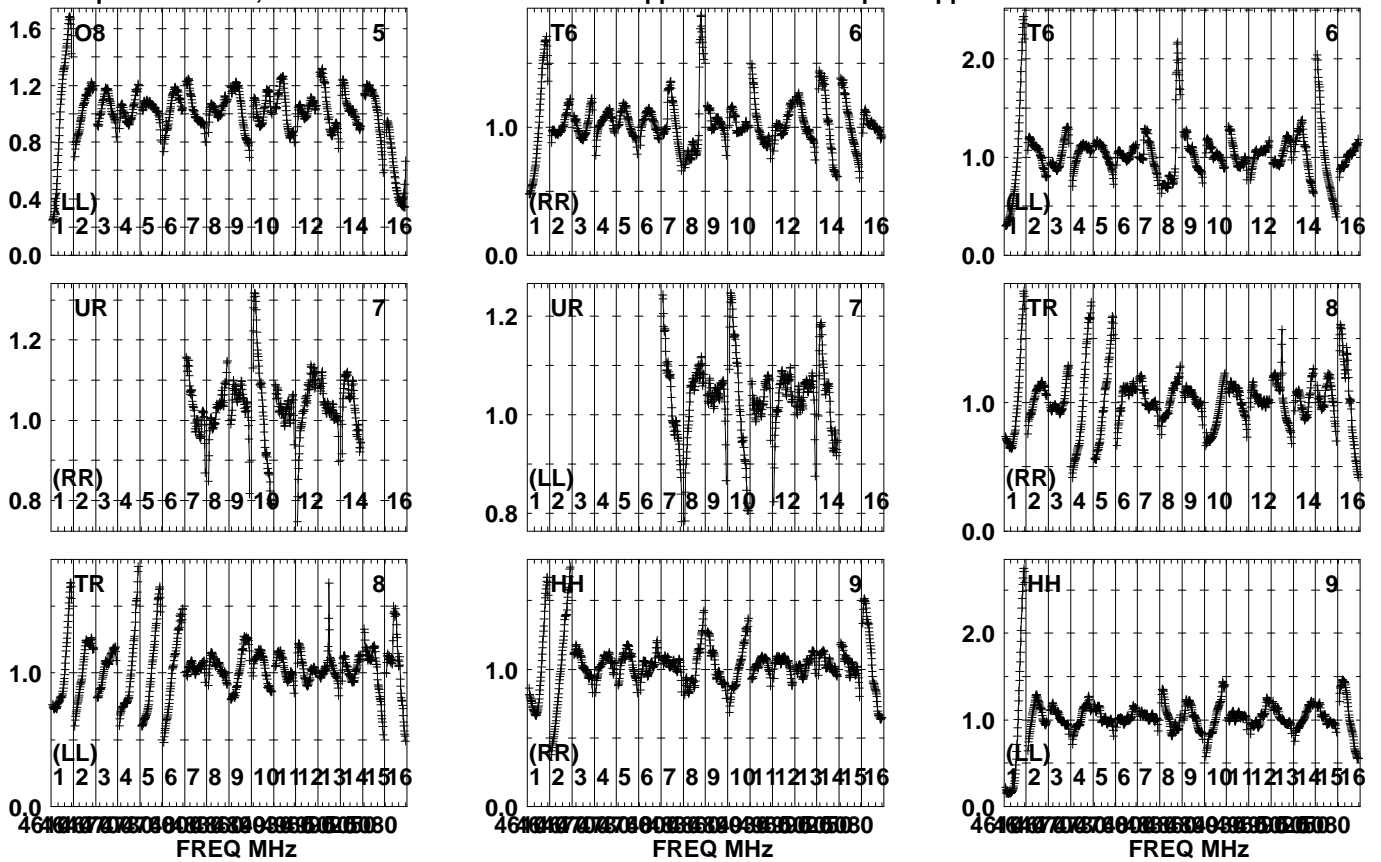 1.6 O8 5 T6 6 2.0 T6 6
1.2
0.8 1.0 1.0
0.4 (LL) (RR) (LL)
1 2 3 4 5 6 7 8 9 10 12 14 16 1 2 3 4 5 6 7 8 9 10 12 14 16 1 2 3 4 5 6 7 8 9 10 12 14 16
0.0 0.0 0.0
UR 7 UR 7 TR 8
1.2 1.2
1.1 1.0
1.0 1.0
0.9
(RR) (LL) (RR)
0.8 1 2 3 4 5 6 7 8 9 10 12 14 16 0.8 1 2 3 4 5 6 7 8 9 10 12 14 16 0.0 1 2 3 4 5 6 7 8 9 10 12 14 16
TR 8 HH 9 HH 9
2.0
1.0 1.0 1.0
(LL) (RR) (LL)
1 2 3 4 5 6 7 8 9 10 11 12 13 14 15 16 1 2 3 4 5 6 7 8 9 10 11 12 13 14 15 16 1 2 3 4 5 6 7 8 9 10 11 12 13 14 15 16
0.0 0.0 0.0
FREQ MHz FREQ MHz FREQ MHz